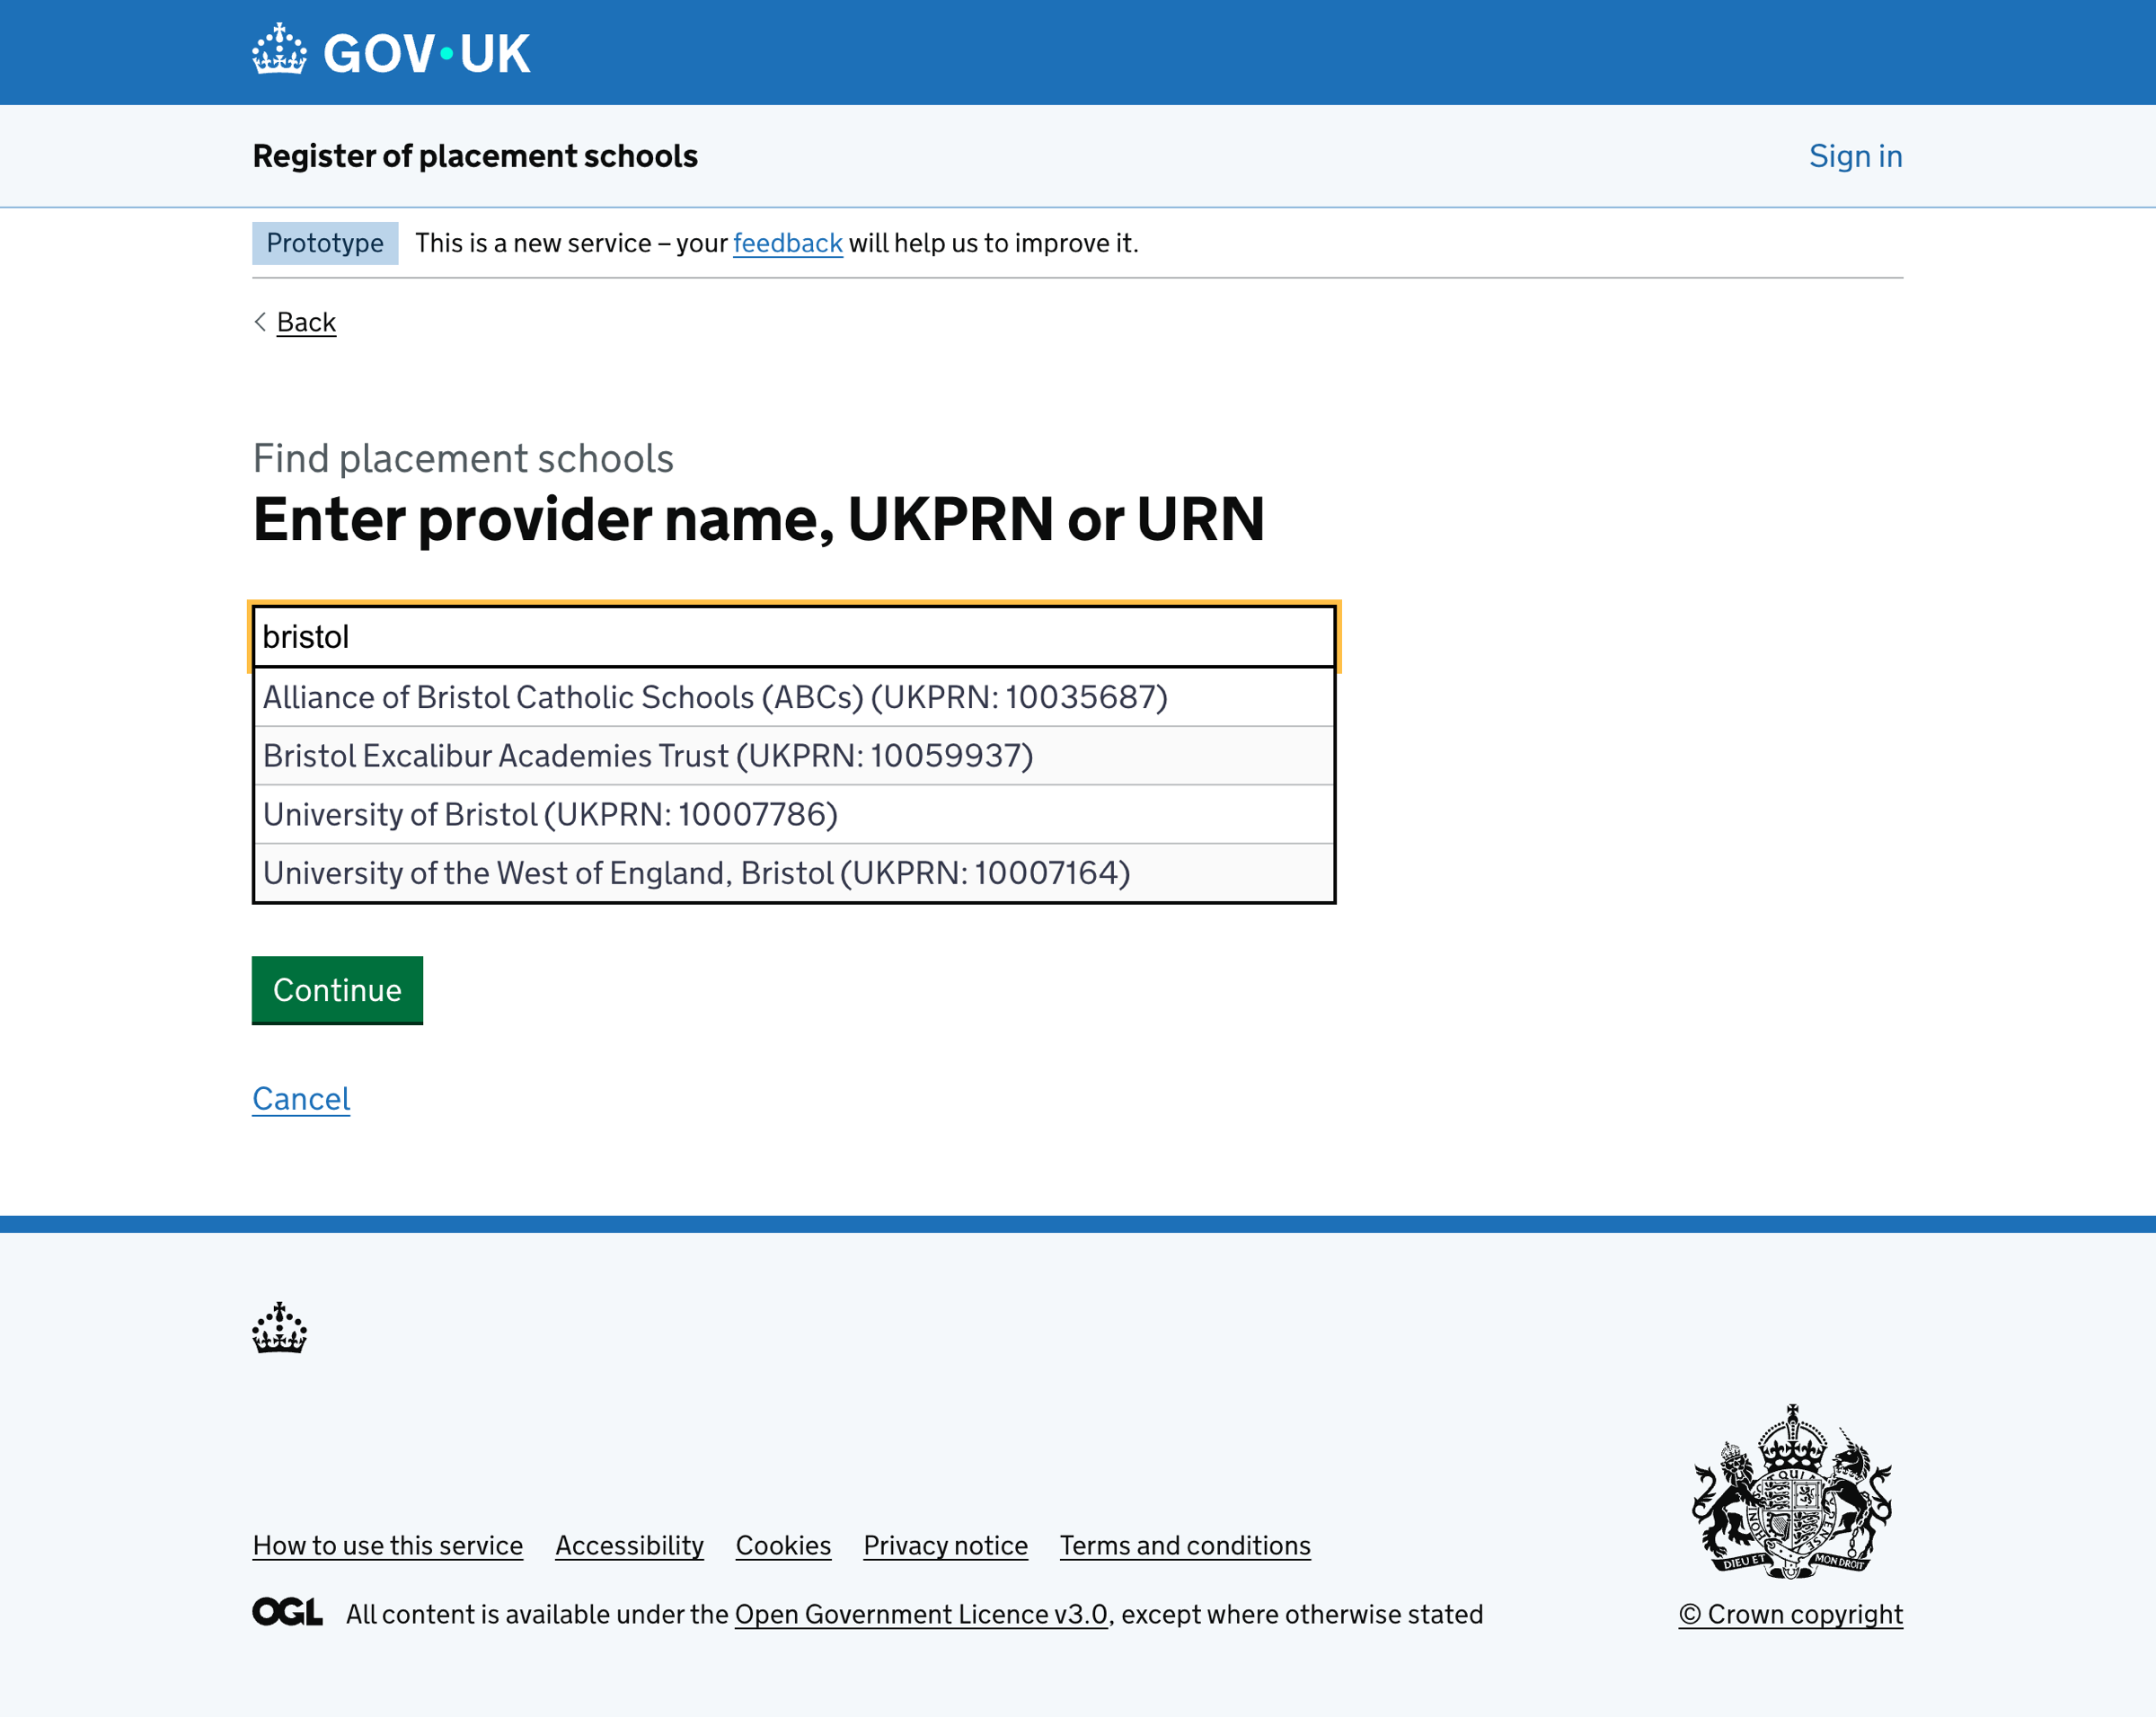 GOV·UK
Register of placement schools
Sign in
Prototype
This is a new service – your feedback will help us to improve it.
Back
Find placement schools
Enter provider name, UKPRN or URN
bristol
Alliance of Bristol Catholic Schools (ABCs) (UKPRN: 10035687)
Bristol Excalibur Academies Trust (UKPRN: 10059937)
University of Bristol (UKPRN: 10007786)
University of the West of England, Bristol (UKPRN: 10007164)
Continue
Cancel
How to use this service
Accessibility
Cookies
Privacy notice
Terms and conditions
DIEU ET MON DROIT
OGL
All content is available under the Open Government Licence v3.0, except where otherwise stated
© Crown copyright